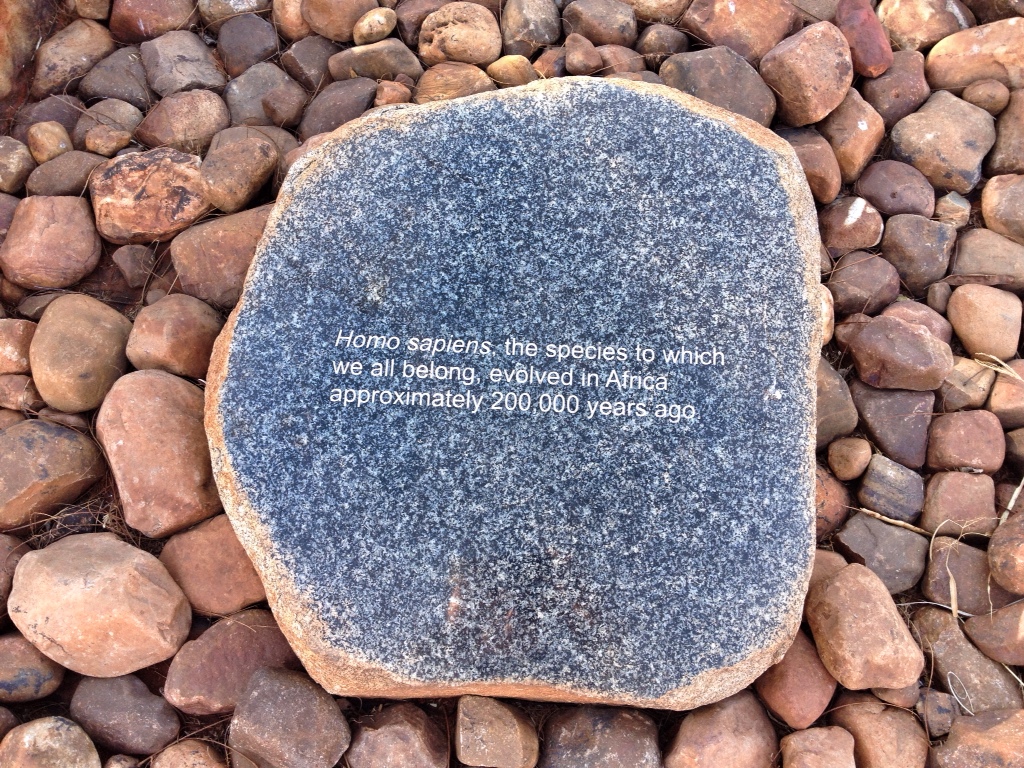 Homo sapiens, the species to which
we all belong, evolved in Africa
approximately 200,000 years ago.